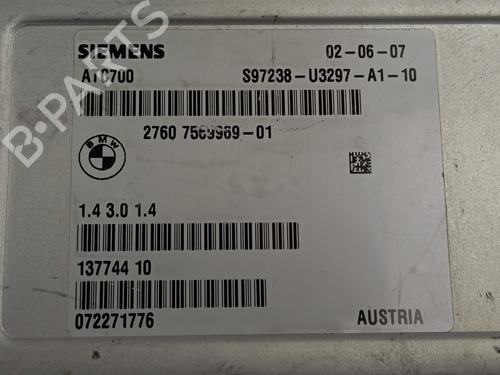 SIEMENS 02-06-07
ATC700 S97238-U3297-A1-10
BMW 2760 7569969-01
1.4 3.0 1.4
137744 10
072271776 AUSTRIA
B-PARTS